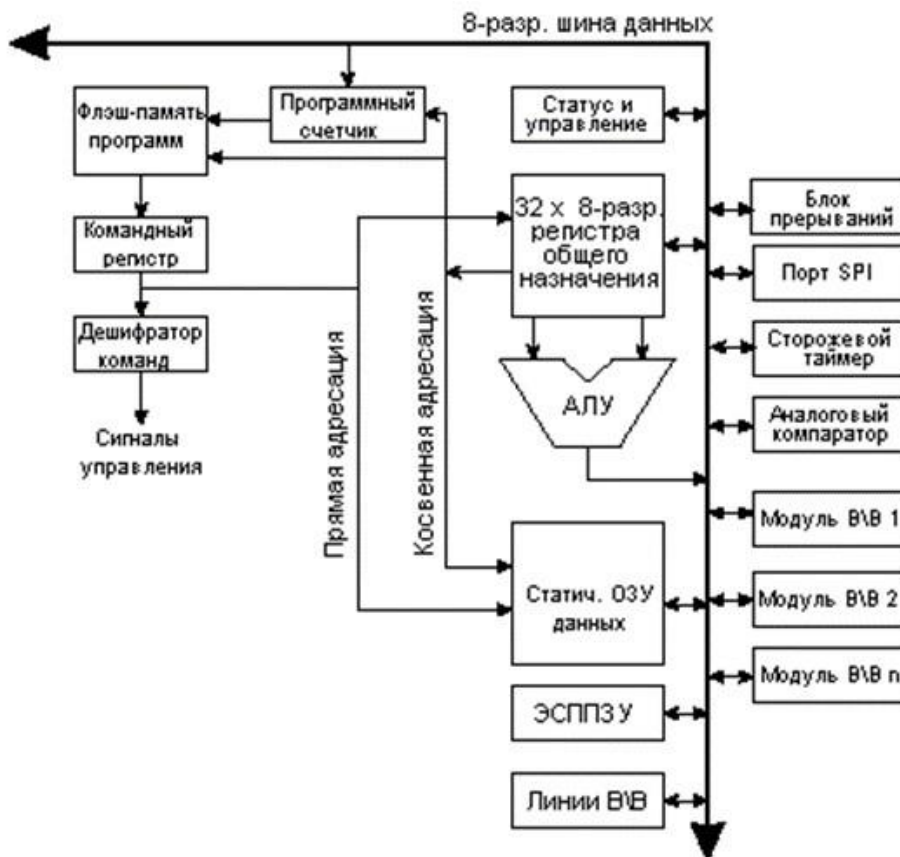 8-разр. шина данных
Флэш-память
программ
Программный
счетчик
Статус и
управление
32 x 8-разр.
регистра
общего
назначения
Блок
прерываний
Командный
регистр
Порт SPI
Дешифратор
команд
Сторожевой
таймер
АЛУ
Аналоговый
компаратор
Сигналы
управления
Прямая адресация
Косвенная адресация
Модуль В\В 1
Статич. ОЗУ
данных
Модуль В\В 2
Модуль В\В n
ЭСППЗУ
Линии В\В